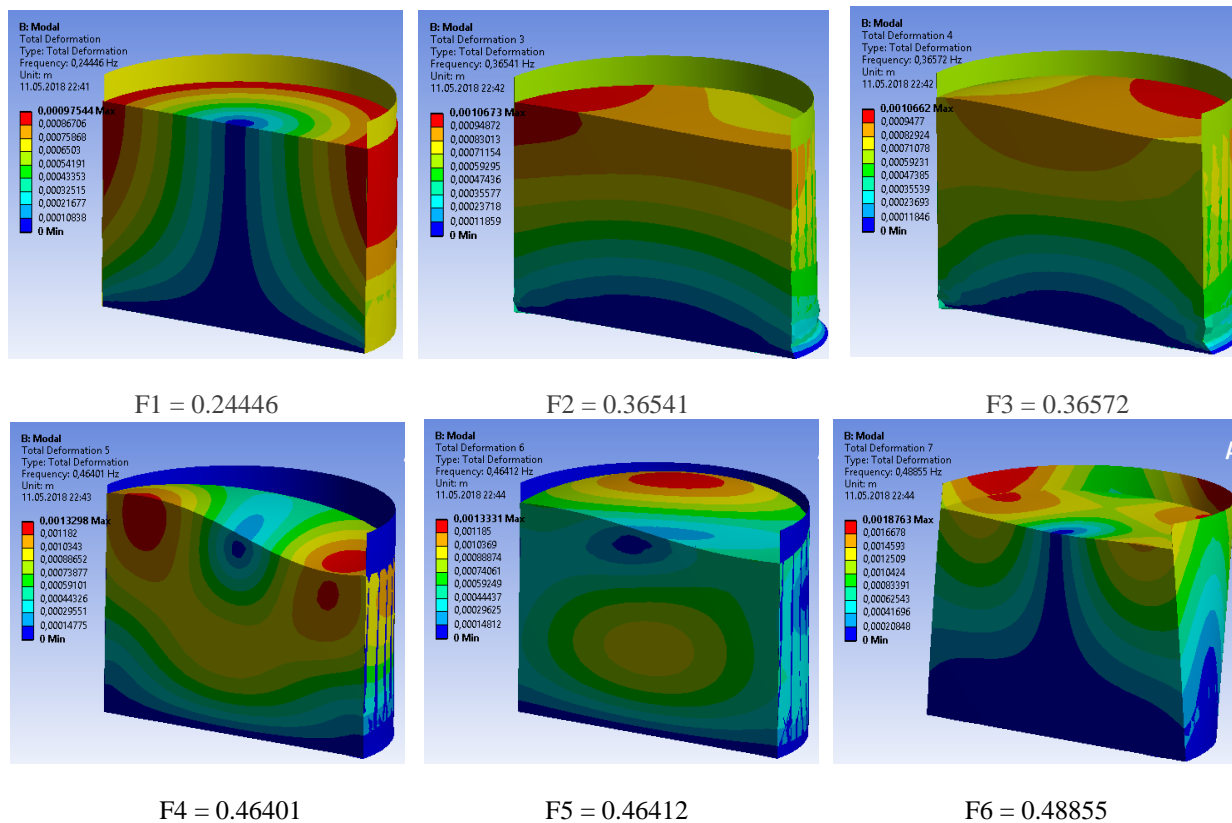 B: Modal
Total Deformation
Type: Total Deformation
Frequency: 0,24446 Hz
Unit: m
11.05.2018 22:41
0,00097544 Max
0,00086706
0,00075868
0,0006503
0,00054191
0,00043353
0,00032515
0,00021677
0,00010838
0 Min
B: Modal
Total Deformation 3
Type: Total Deformation
Frequency: 0,36541 Hz
Unit: m
11.05.2018 22:42
0,0010673 Max
0,00094872
0,00083013
0,00071154
0,00059295
0,00047436
0,00035577
0,00023718
0,00011859
0 Min
B: Modal
Total Deformation 4
Type: Total Deformation
Frequency: 0,36572 Hz
Unit: m
11.05.2018 22:42
0,0010662 Max
0,0009477
0,00082924
0,00071078
0,00059231
0,00047385
0,00035539
0,00023693
0,00011846
0 Min
F1 = 0.24446
F2 = 0.36541
F3 = 0.36572
B: Modal
Total Deformation 5
Type: Total Deformation
Frequency: 0,46401 Hz
Unit: m
11.05.2018 22:43
0,0013298 Max
0,001182
0,0010343
0,00088652
0,00073877
0,00059101
0,00044326
0,00029551
0,00014775
0 Min
B: Modal
Total Deformation 6
Type: Total Deformation
Frequency: 0,46412 Hz
Unit: m
11.05.2018 22:44
0,0013331 Max
0,001185
0,0010369
0,00088874
0,00074061
0,00059249
0,00044437
0,00029625
0,00014812
0 Min
B: Modal
Total Deformation 7
Type: Total Deformation
Frequency: 0,48855 Hz
Unit: m
11.05.2018 22:44
0,0018763 Max
0,0016678
0,0014593
0,0012509
0,0010424
0,00083391
0,00062543
0,00041696
0,00020848
0 Min
F4 = 0.46401
F5 = 0.46412
F6 = 0.48855